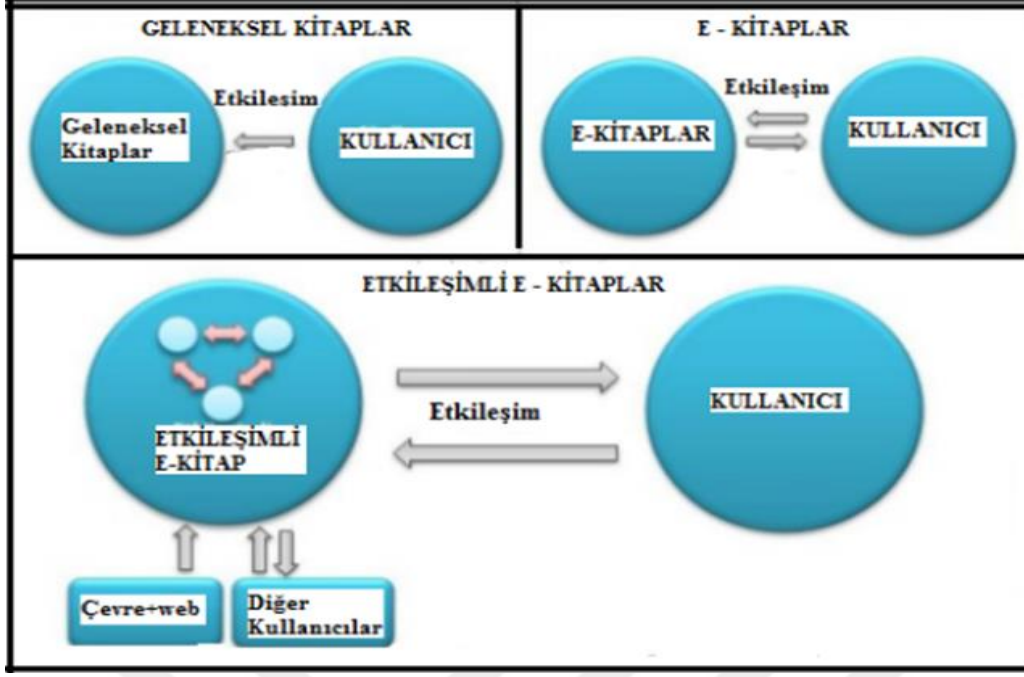 GELENEKSEL KİTAPLAR
Etkilesim
Geleneksel
Kitaplar
KULLANICI
E - KİTAPLAR
Etkileşim
E-KİTAPLAR
KULLANICI
ETKİLEŞİMLİ E - KİTAPLAR
Etkileşim
KULLANICI
ETKİLEŞİMLİ
E-KİTAP
Çevre+web
Diğer
Kullanıcılar